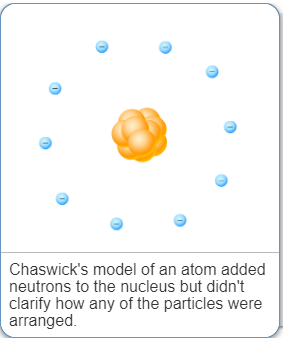 Chaswick's model of an atom added
neutrons to the nucleus but didn't
clarify how any of the particles were
arranged.